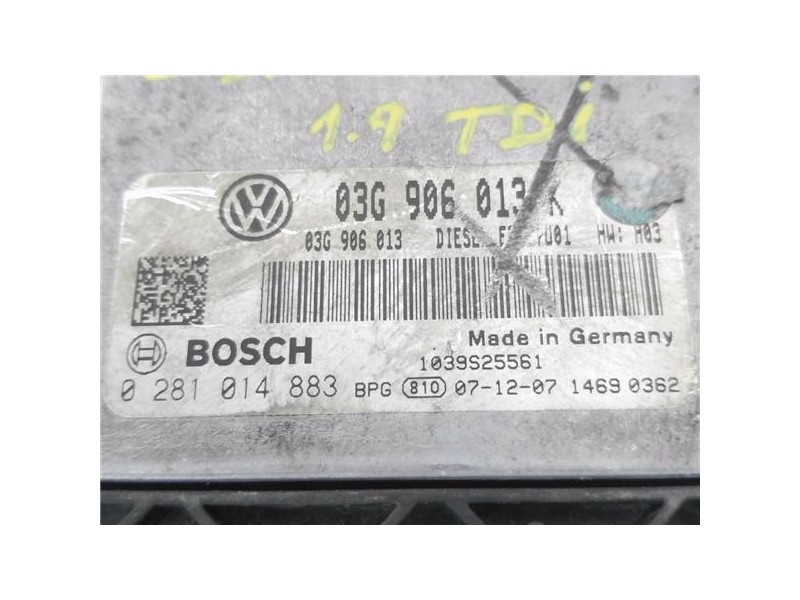 1.9 TDi
03G 906 013 K
03G 906 013 DIESEL HW: H03
BOSCH
Made in Germany
1039S25561
0 281 014 883 BPG 810 07-12-07 1469 0362